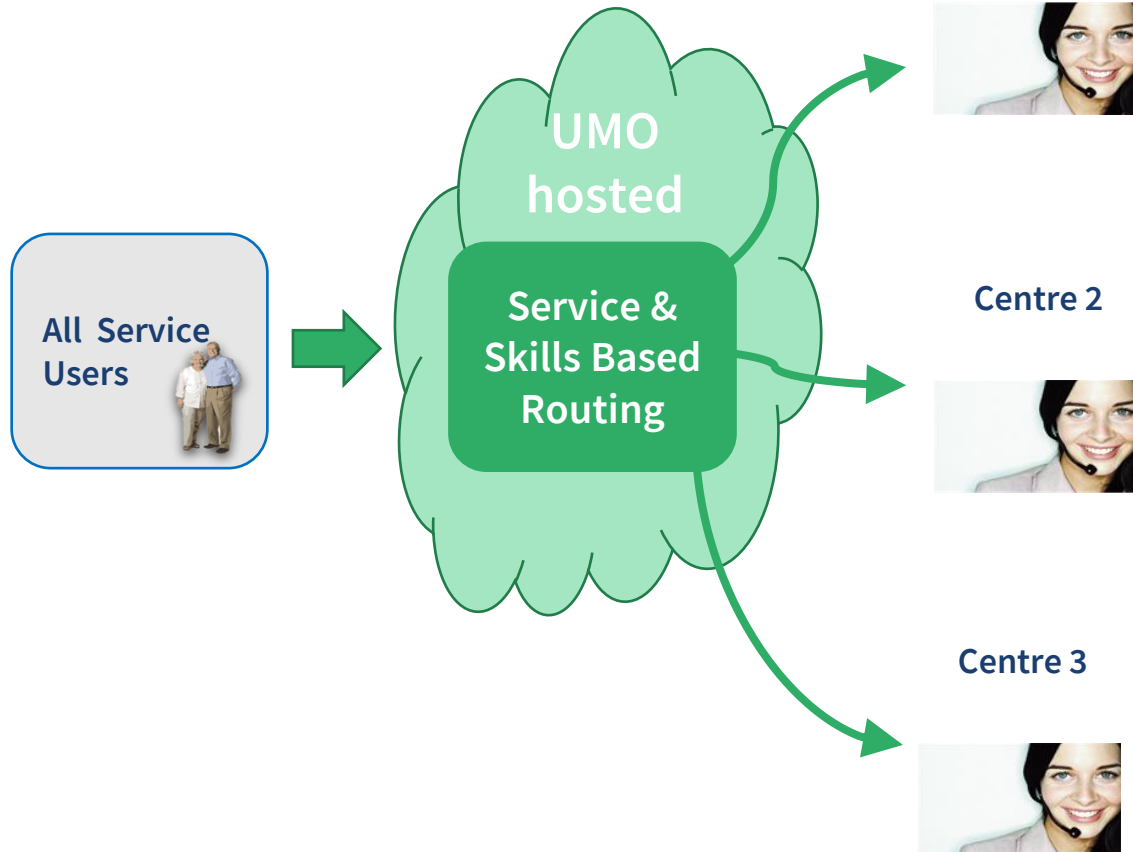 UMO
hosted
All Service
Users
Service &
Skills Based
Routing
Centre 2
Centre 3